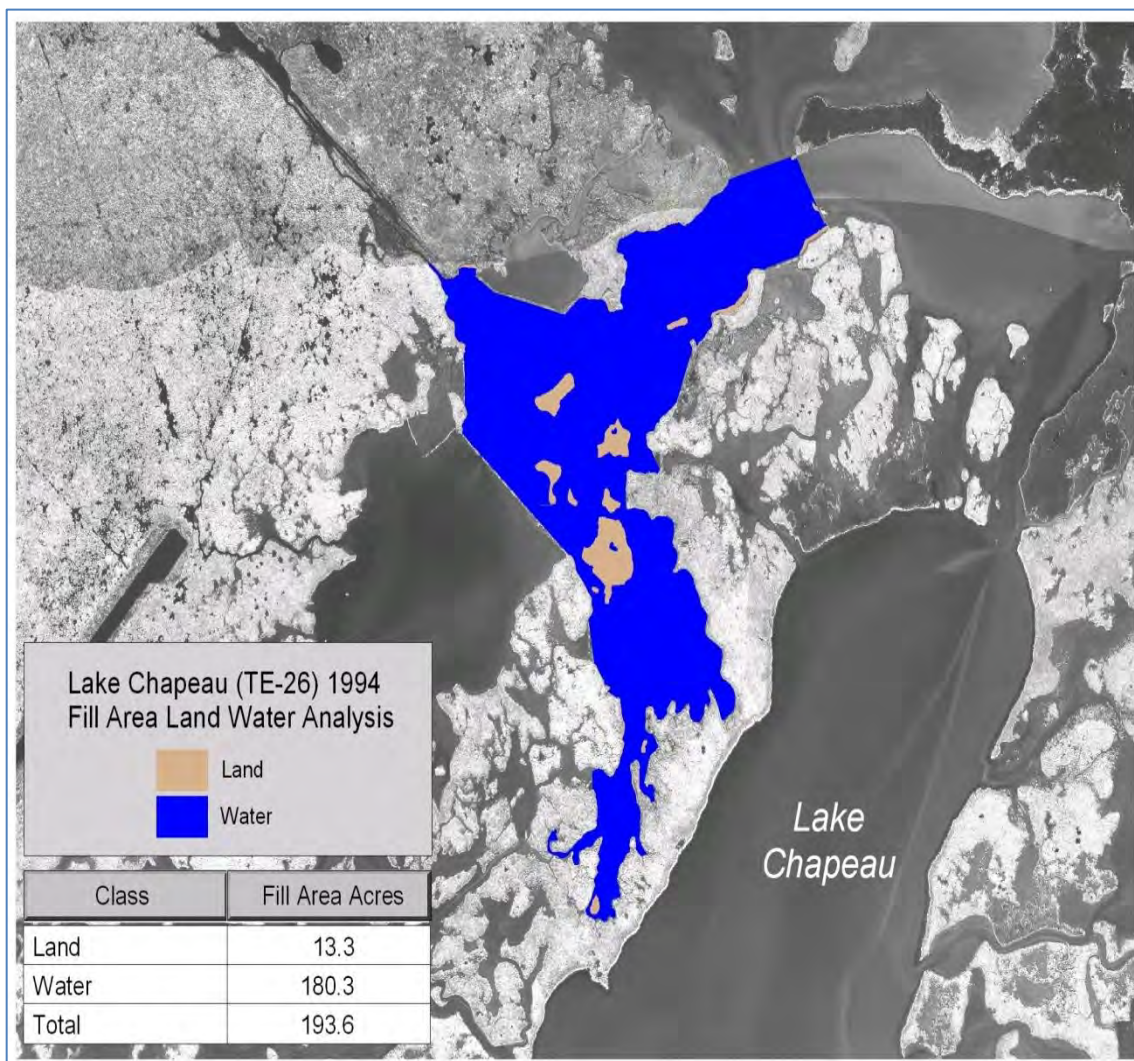 Lake Chapeau (TE-26) 1994
Fill Area Land Water Analysis
Land
Water
Class Fill Area Acres
Land 13.3
Water 180.3
Total 193.6
Lake
Chapeau